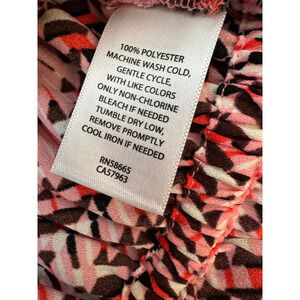 100% POLYESTER
MACHINE WASH COLD,
GENTLE CYCLE,
WITH LIKE COLORS
ONLY NON-CHLORINE
BLEACH IF NEEDED
TUMBLE DRY LOW,
REMOVE PROMPTLY
COOL IRON IF NEEDED
RN58665
CA57963